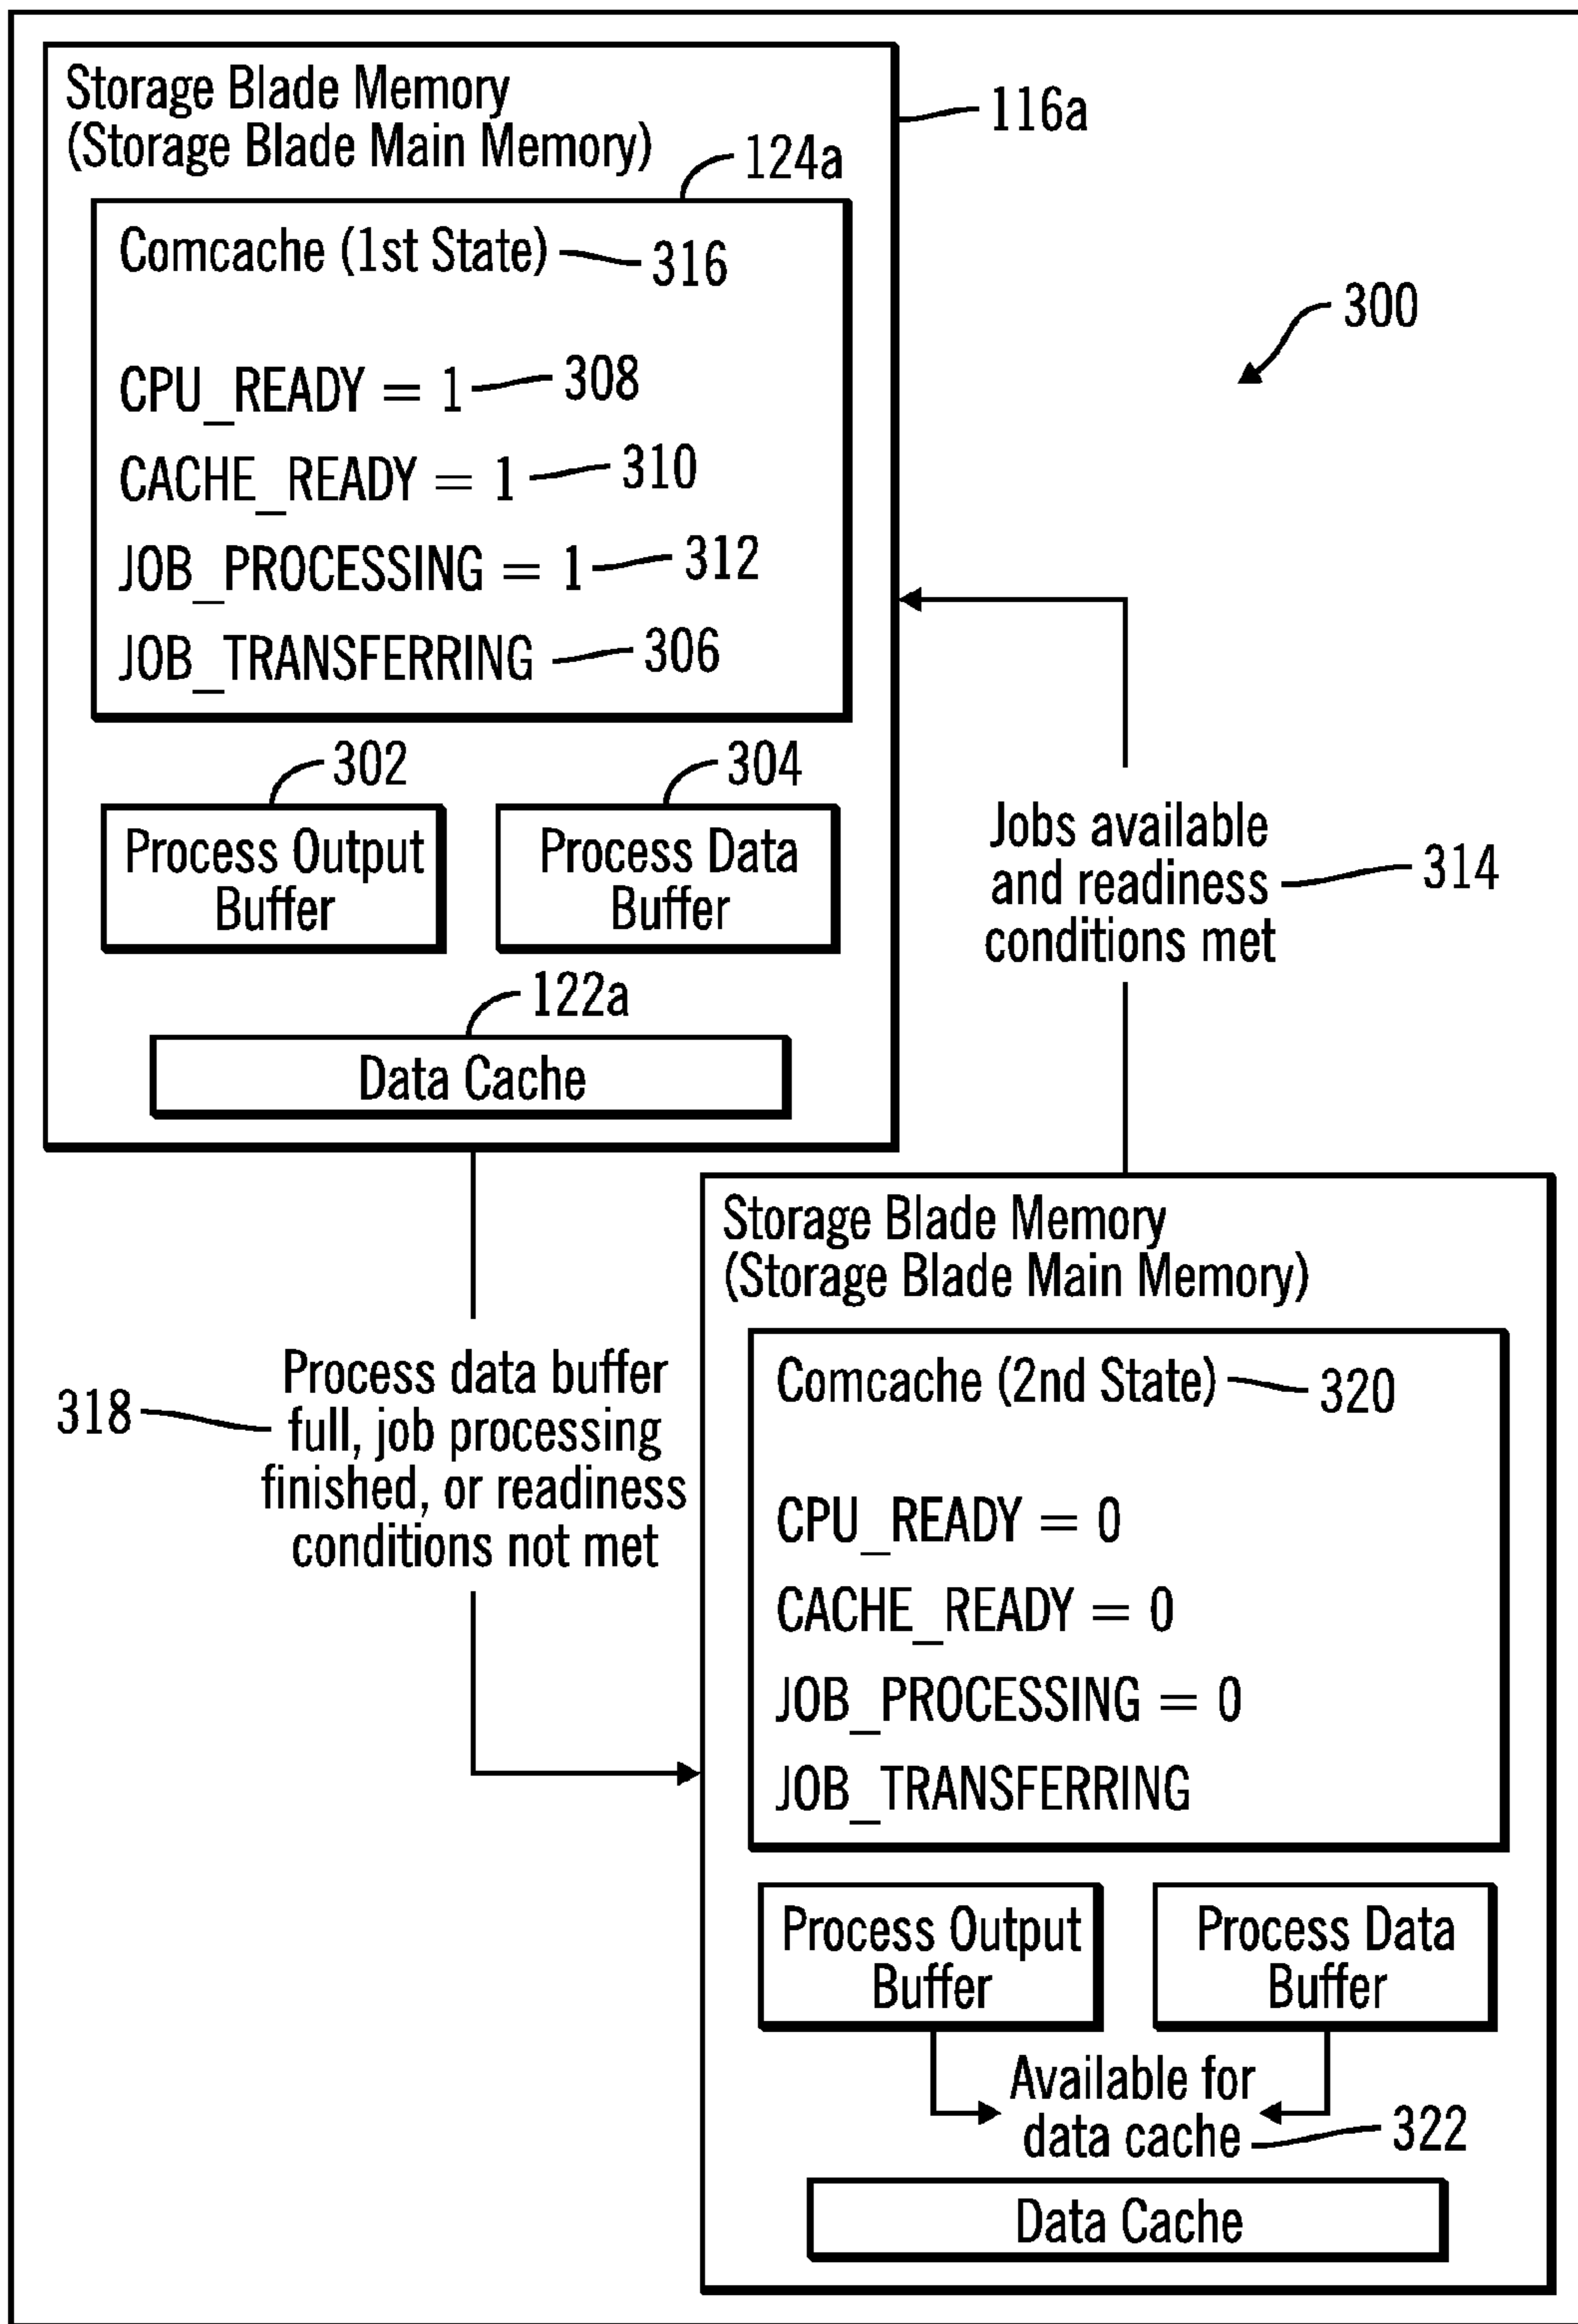 Storage Blade Memory
(Storage Blade Main Memory)
116a
124a
Comcache (1st State)
316
300
CPU_READY = 1
308
CACHE_READY = 1
310
JOB_PROCESSING = 1
312
JOB_TRANSFERRING
306
302
304
Process Output
Buffer
Process Data
Buffer
Jobs available
and readiness
conditions met
314
122a
Data Cache
318
Process data buffer
full, job processing
finished, or readiness
conditions not met
Storage Blade Memory
(Storage Blade Main Memory)
Comcache (2nd State)
320
CPU_READY = 0
CACHE_READY = 0
JOB_PROCESSING = 0
JOB_TRANSFERRING
Process Output
Buffer
Process Data
Buffer
Available for
data cache
322
Data Cache